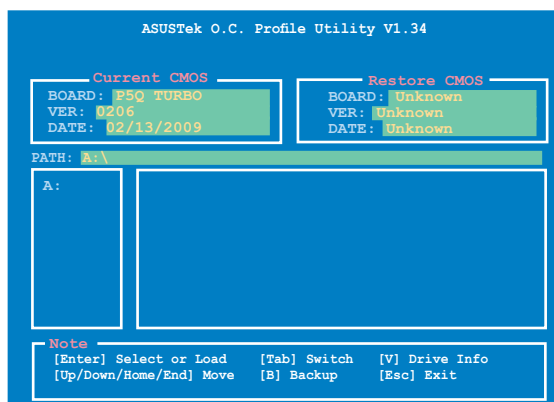 ASUSTek O.C. Profile Utility V1.34
Current CMOS
BOARD: P5Q TURBO
VER: 0206
DATE: 02/13/2009
Restore CMOS
BOARD: Unknown
VER: Unknown
DATE: Unknown
PATH: A:\
A:
Note
[Enter] Select or Load [Tab] Switch [V] Drive Info
[Up/Down/Home/End] Move [B] Backup [Esc] Exit